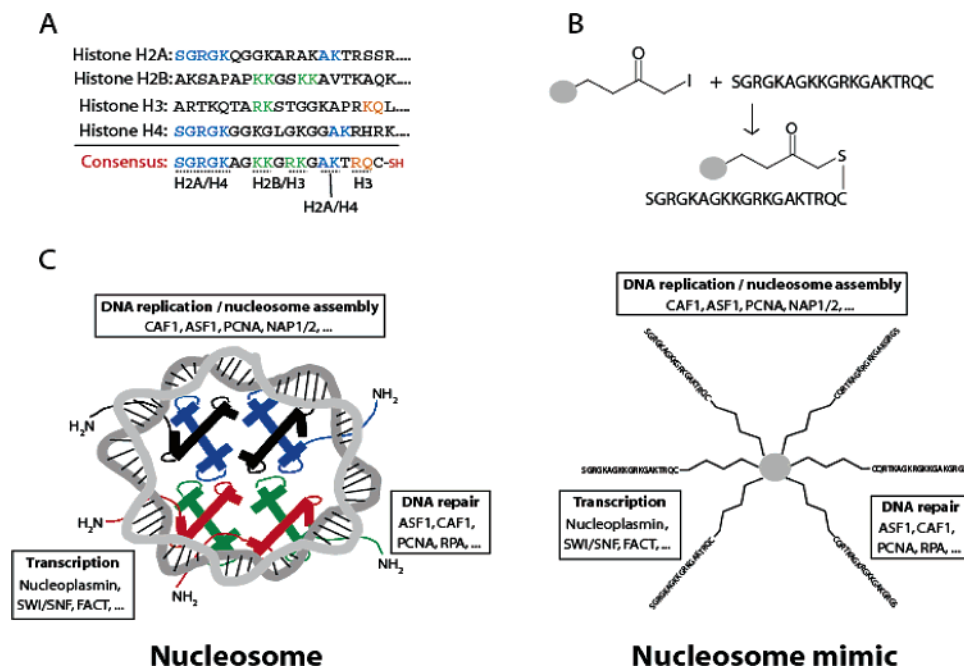 A
Histone H2A: SGRGKQGGKARAKAKTRSSR....
Histone H2B: AKSAPAPKKGSKKAVTKAQK....
Histone H3: ARTKQTARKSTGGKAPRKQL....
Histone H4: SGRGKGGKGLGKGGAKRHRK....
Consensus: SGRGKAGKKGRKGAKTRQC-SH
H2A/H4 H2B/H3 H3
H2A/H4
B
O
I + SGRGKAGKKGRKGAKTRQC
O
S
SGRGKAGKKGRKGAKTRQC
C
DNA replication / nucleosome assembly
CAF1, ASF1, PCNA, NAP1/2, ...
NH2
H2N
H2N
NH2
NH2
DNA repair
ASF1, CAF1,
PCNA, RPA, ...
Transcription
Nucleoplasmin,
SWI/SNF, FACT, ...
Nucleosome
DNA replication / nucleosome assembly
CAF1, ASF1, PCNA, NAP1/2, ...
SGRGKAGKKGRKGAKTRQC
Transcription
Nucleoplasmin,
SWI/SNF, FACT, ...
DNA repair
ASF1, CAF1,
PCNA, RPA, ...
Nucleosome mimic